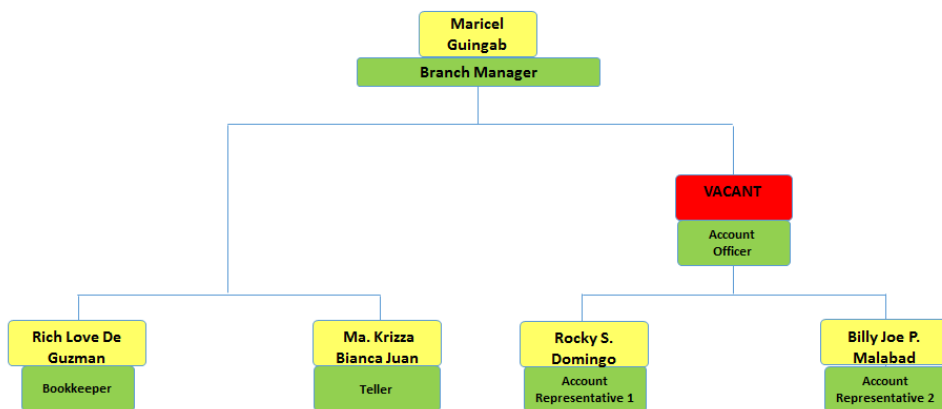 Maricel
Guingab
Branch Manager
VACANT
Account
Officer
Rich Love De
Guzman
Bookkeeper
Ma. Krizza
Bianca Juan
Teller
Rocky S.
Domingo
Account
Representative 1
Billy Joe P.
Malabad
Account
Representative 2